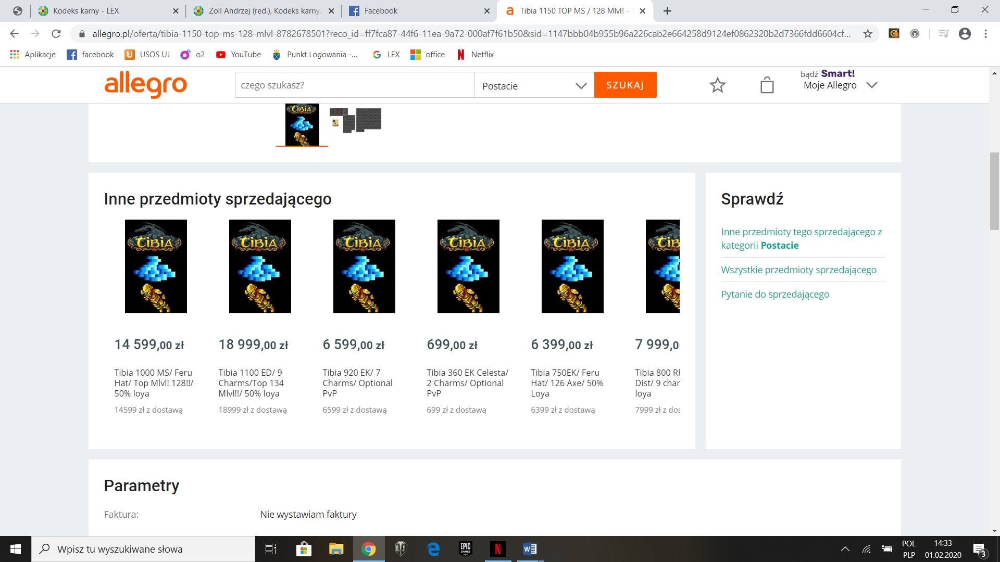 Kodeks karny - LEX
Zoll Andrzej (red.), Kodeks karny.
Facebook
Tibia 1150 TOP MS / 128 Mlvl! -
allegro.pl/oferta/tibia-1150-top-ms-128-mlvl-8782678501?reco_id=ff7fca87-44f6-11ea-9a72-000af7f61b50&sid=1147bbb04b955b96a226cab2e664258d9124ef0862320b2d7366fdd6604cf...
Aplikacje
facebook
USOS UJ
o2
YouTube
Punkt Logowania -...
LEX
office
Netflix
allegro
czego szukasz?
Postacie
SZUKAJ
bądź Smart!
Moje Allegro
TIBIA
Inne przedmioty sprzedającego
TIBIA
TIBIA
TIBIA
TIBIA
TIBIA
14 599,00 zł
18 999,00 zł
6 599,00 zł
699,00 zł
6 399,00 zł
7 999,0
Tibia 1000 MS/ Feru
Hat/ Top Mlvl! 128!!/
50% loya
Tibia 1100 ED/ 9
Charms/Top 134
Mlvl!!/ 50% loya
Tibia 920 EK/ 7
Charms/ Optional
PvP
Tibia 360 EK Celesta/
2 Charms/ Optional
PvP
Tibia 750EK/ Feru
Hat/ 126 Axe/ 50%
Loya
Tibia 800
Dist/ 9 char
loya
14599 zł z dostawą
18999 zł z dostawą
6599 zł z dostawą
699 zł z dostawą
6399 zł z dostawą
7999 zł z dos
Sprawdź
Inne przedmioty tego sprzedającego z
kategorii Postacie
Wszystkie przedmioty sprzedającego
Pytanie do sprzedającego
Parametry
Faktura:
Nie wystawiam faktury
Wpisz tu wyszukiwane słowa
EPIC
GAMES
POL
PLP
14:33
01.02.2020
3